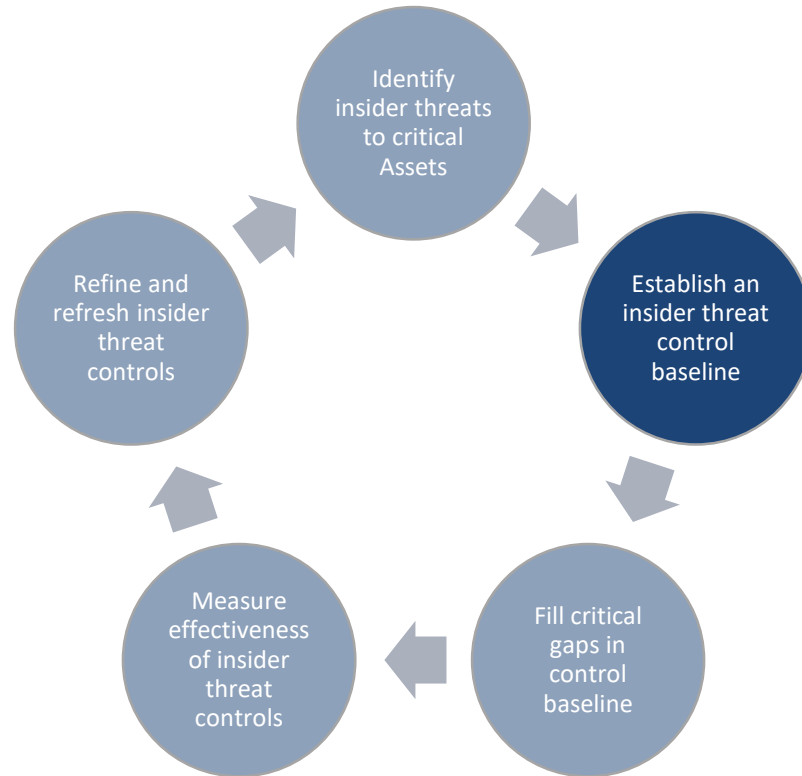 Identify
insider threats
to critical
Assets
Establish an
insider threat
control
baseline
Fill critical
gaps in
control
baseline
Measure
effectiveness
of insider
threat
controls
Refine and
refresh insider
threat
controls